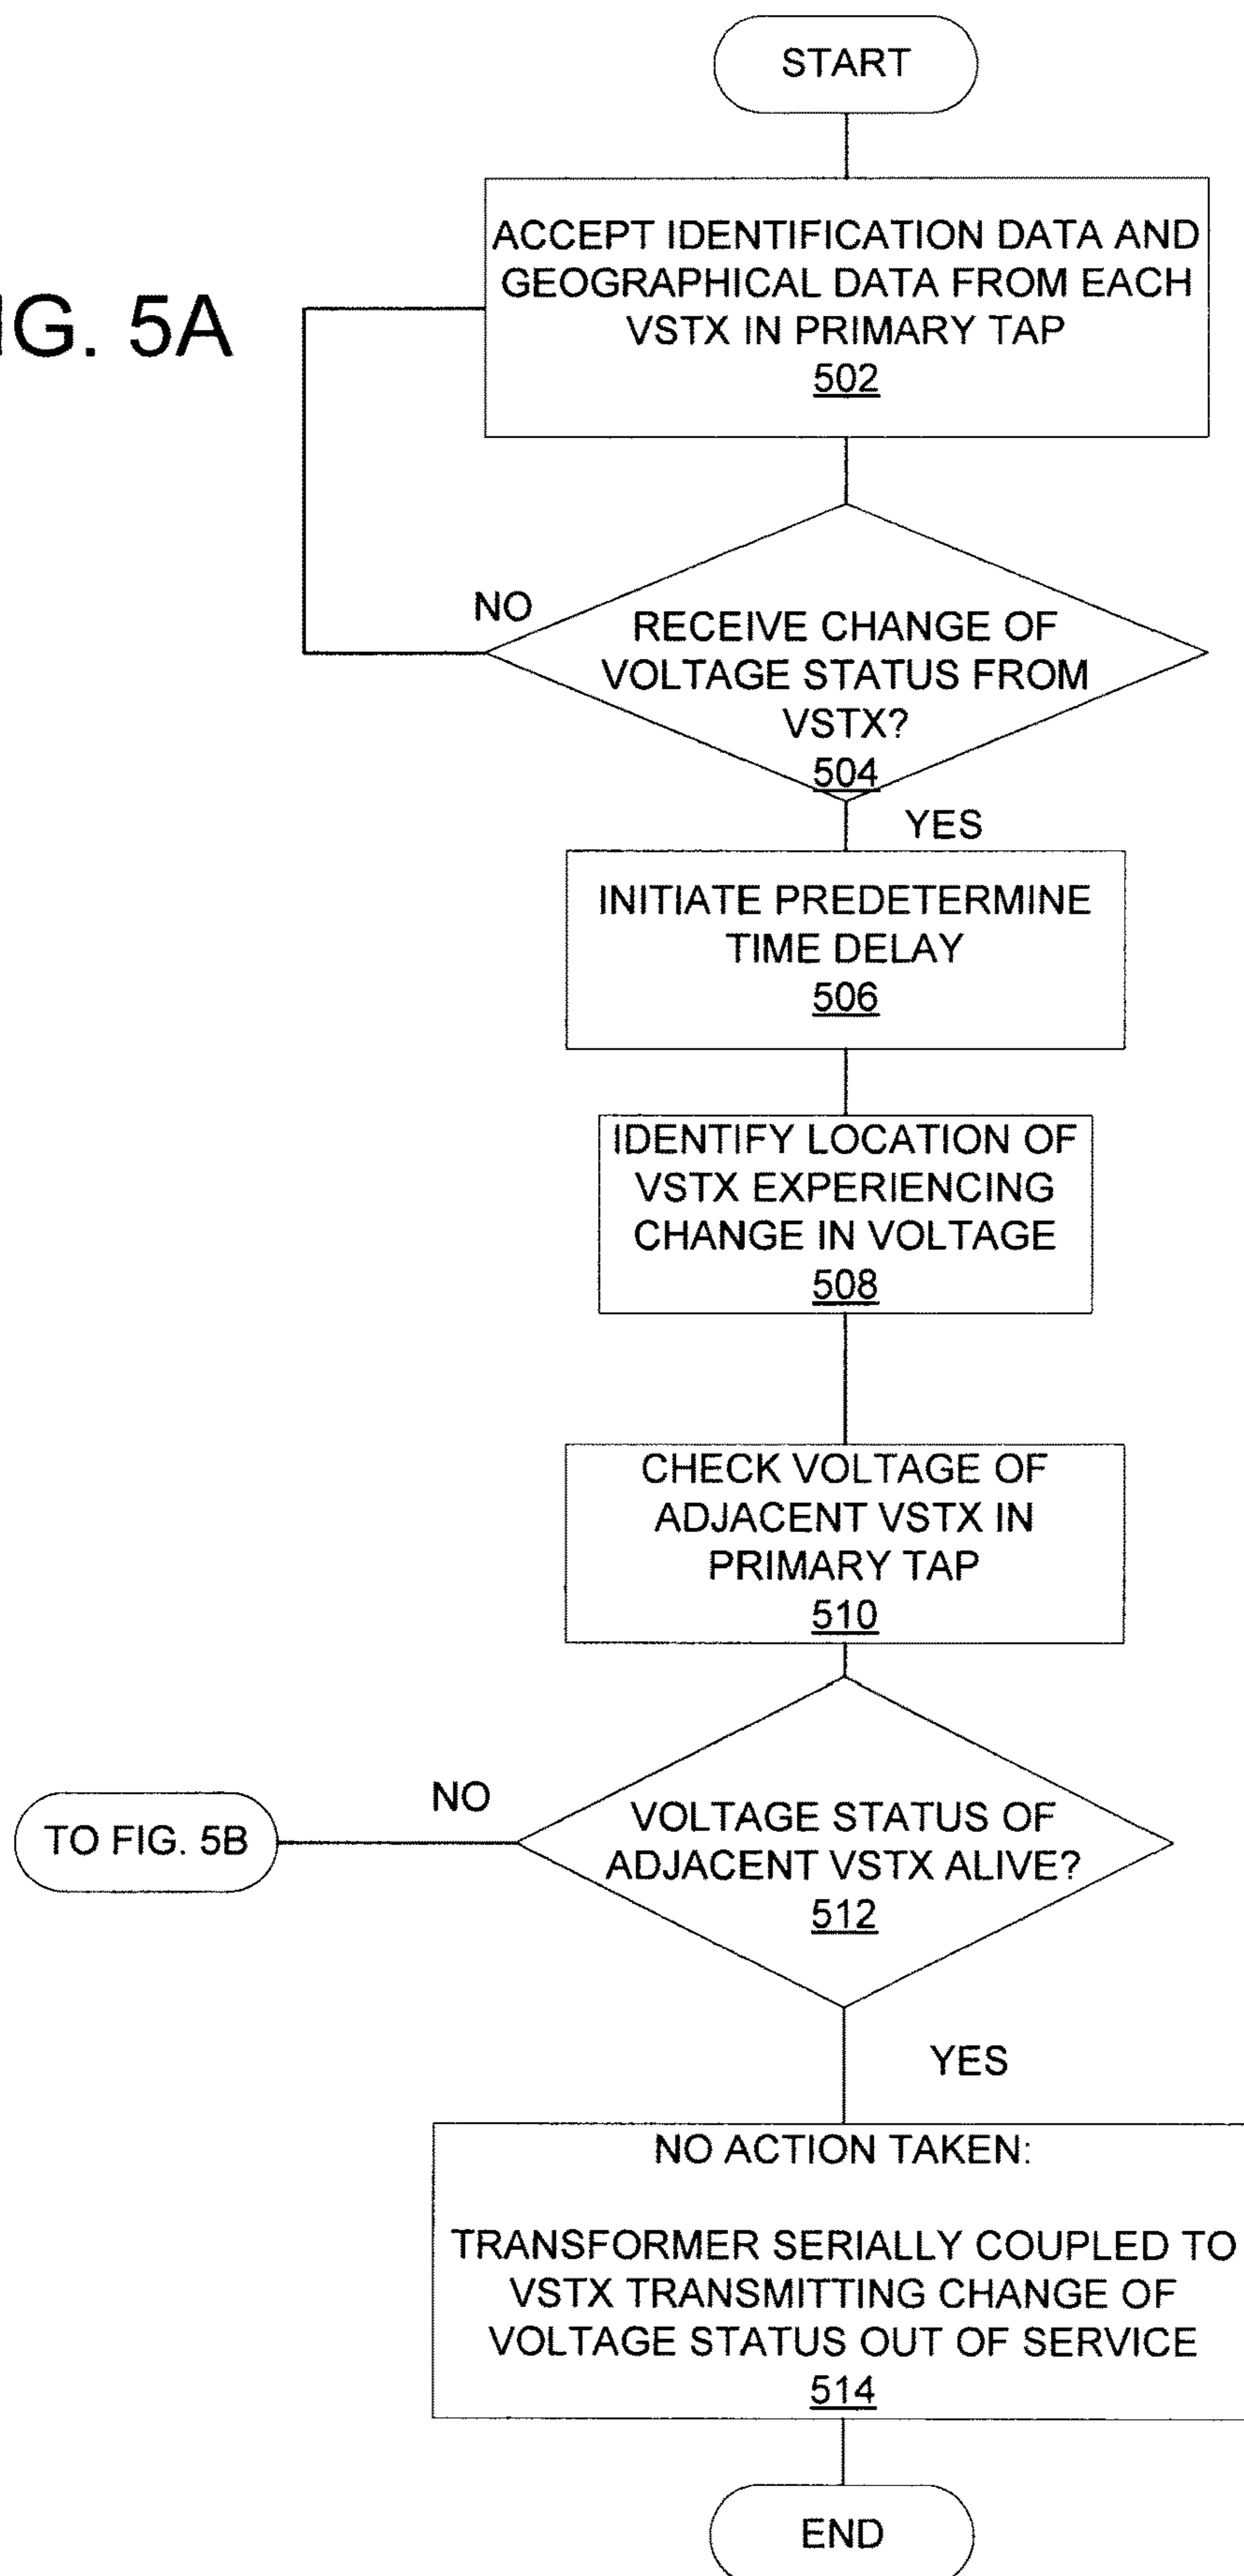 START
ACCEPT IDENTIFICATION DATA AND
GEOGRAPHICAL DATA FROM EACH
VSTX IN PRIMARY TAP
502
IG. 5A
NO
RECEIVE CHANGE OF
VOLTAGE STATUS FROM
VSTX?
504
YES
INITIATE PREDETERMINE
TIME DELAY
506
IDENTIFY LOCATION OF
VSTX EXPERIENCING
CHANGE IN VOLTAGE
508
CHECK VOLTAGE OF
ADJACENT VSTX IN
PRIMARY TAP
510
NO
TO FIG. 5B
VOLTAGE STATUS OF
ADJACENT VSTX ALIVE?
512
YES
NO ACTION TAKEN:
TRANSFORMER SERIALLY COUPLED TO
VSTX TRANSMITTING CHANGE OF
VOLTAGE STATUS OUT OF SERVICE
514
END